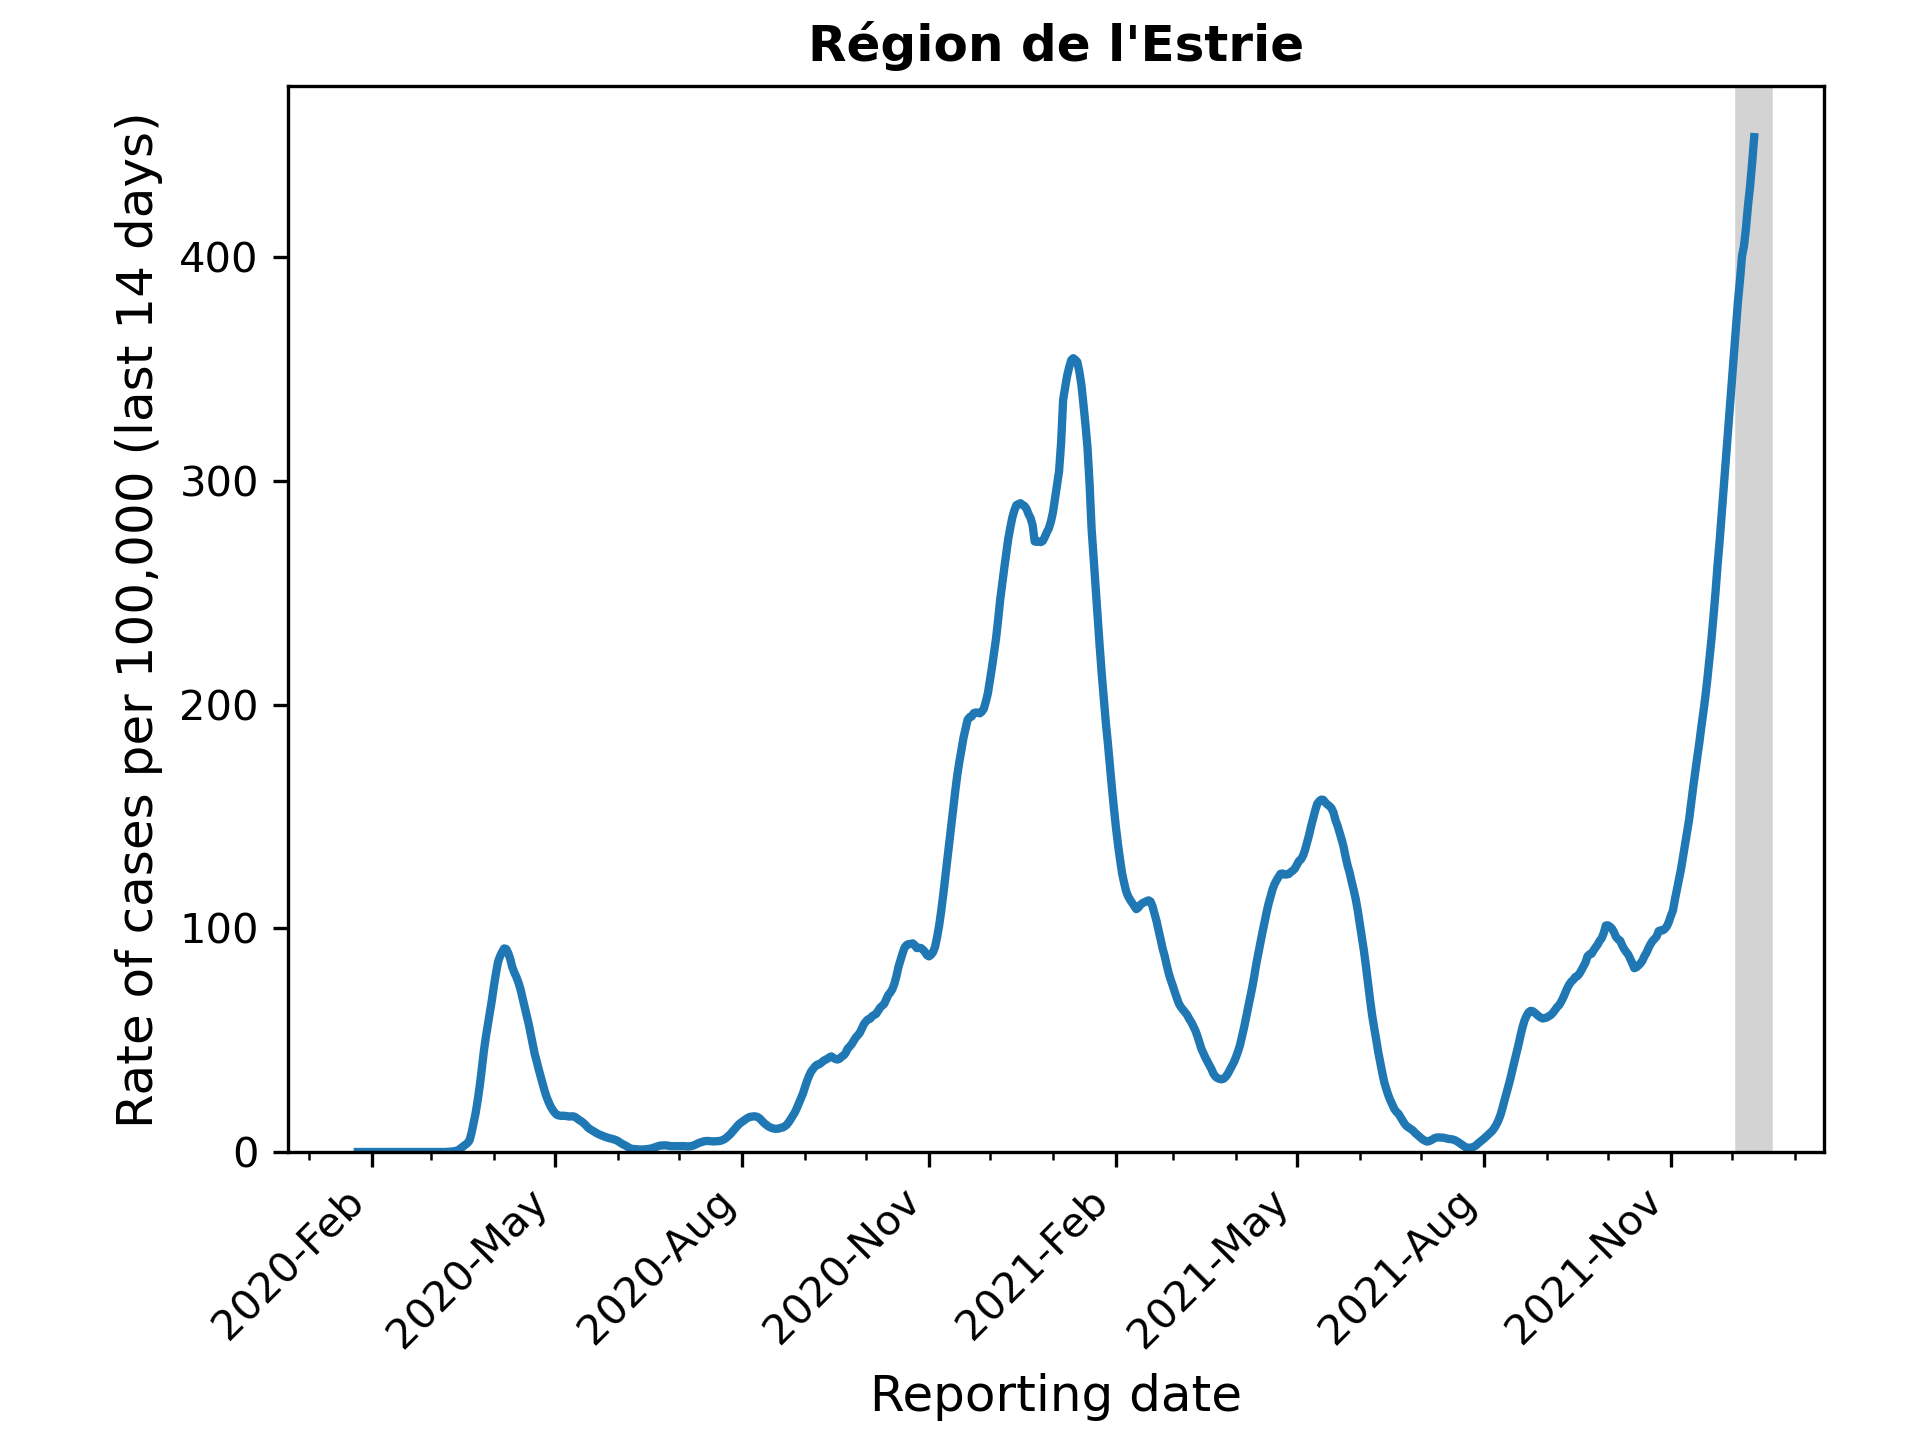 Région de l'Estrie
Rate of cases per 100,000 (last 14 days)
400
300
200
100
0
2020-Feb
2020-May
2020-Aug
2020-Nov
2021-Feb
2021-May
2021-Aug
2021-Nov
Reporting date